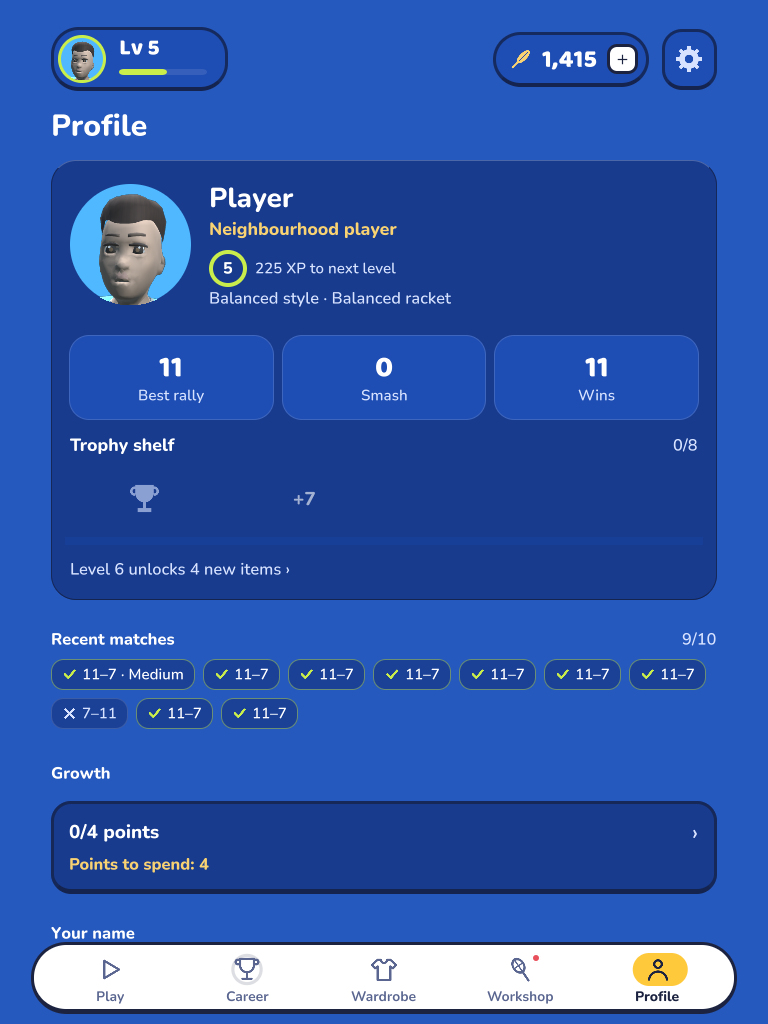 Lv 5
1,415
+
Profile
Player
Neighbourhood player
5 225 XP to next level
Balanced style · Balanced racket
11 0 11
Best rally Smash Wins
Trophy shelf 0/8
+7
Level 6 unlocks 4 new items ›
Recent matches 9/10
11–7 · Medium 11–7 11–7 11–7 11–7 11–7 11–7
7–11 11–7 11–7
Growth
0/4 points ›
Points to spend: 4
Your name
Play Career Wardrobe Workshop Profile